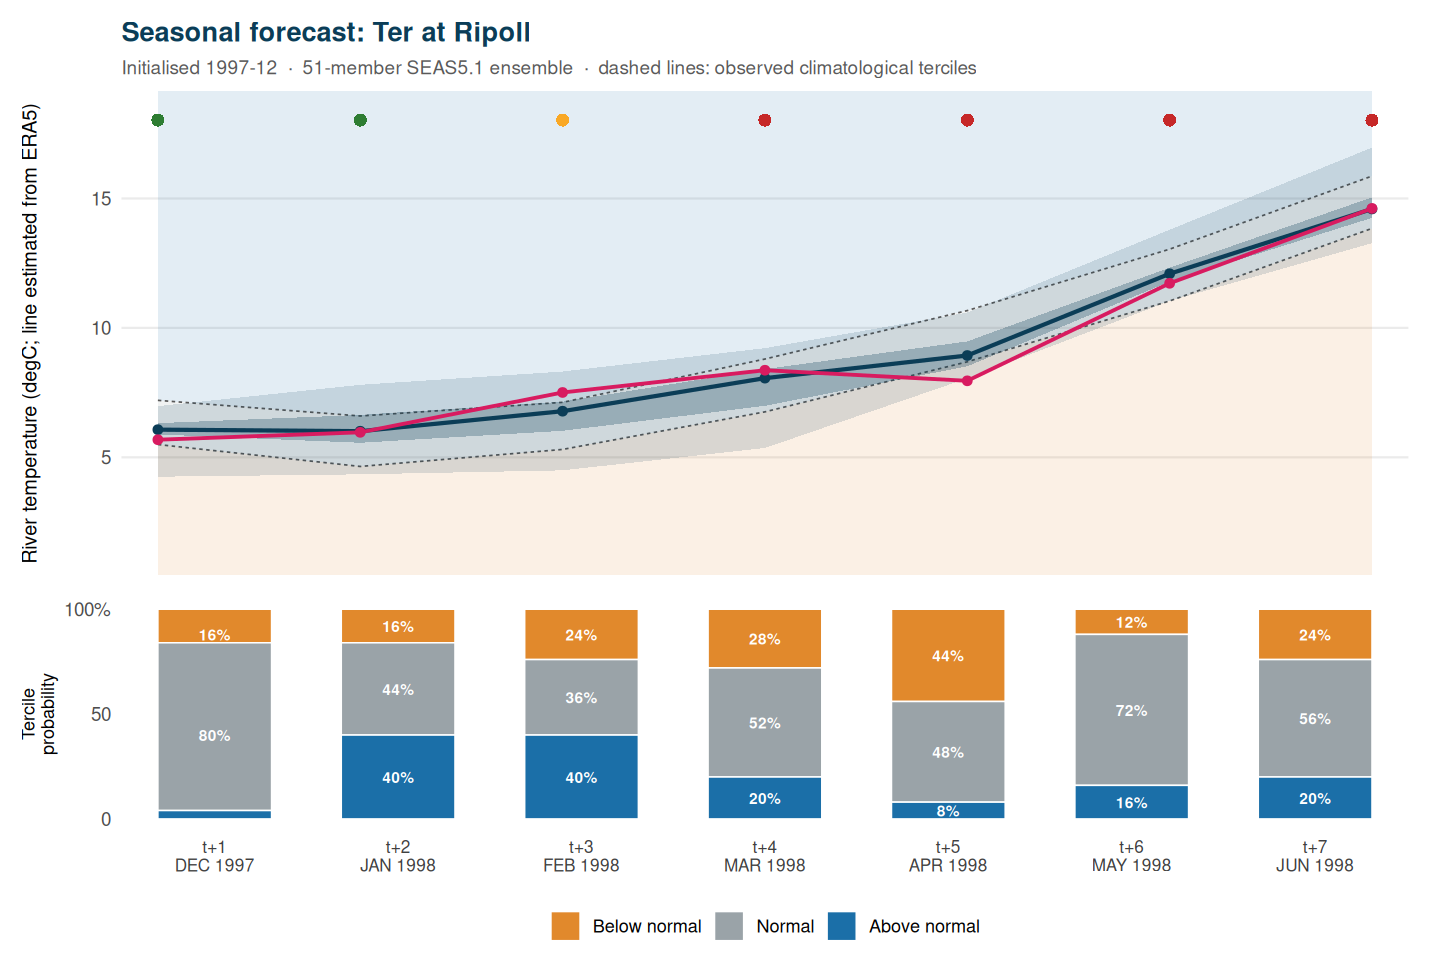 Seasonal forecast: Ter at Ripoll
Initialised 1997-12 · 51-member SEAS5.1 ensemble · dashed lines: observed climatological terciles
River temperature (degC; line estimated from ERA5)
15
10
5
Tercile
probability
100%
50
0
16%
80%
16%
44%
40%
24%
36%
40%
28%
52%
20%
44%
48%
8%
12%
72%
16%
24%
56%
20%
t+1
DEC 1997
t+2
JAN 1998
t+3
FEB 1998
t+4
MAR 1998
t+5
APR 1998
t+6
MAY 1998
t+7
JUN 1998
Below normal
Normal
Above normal